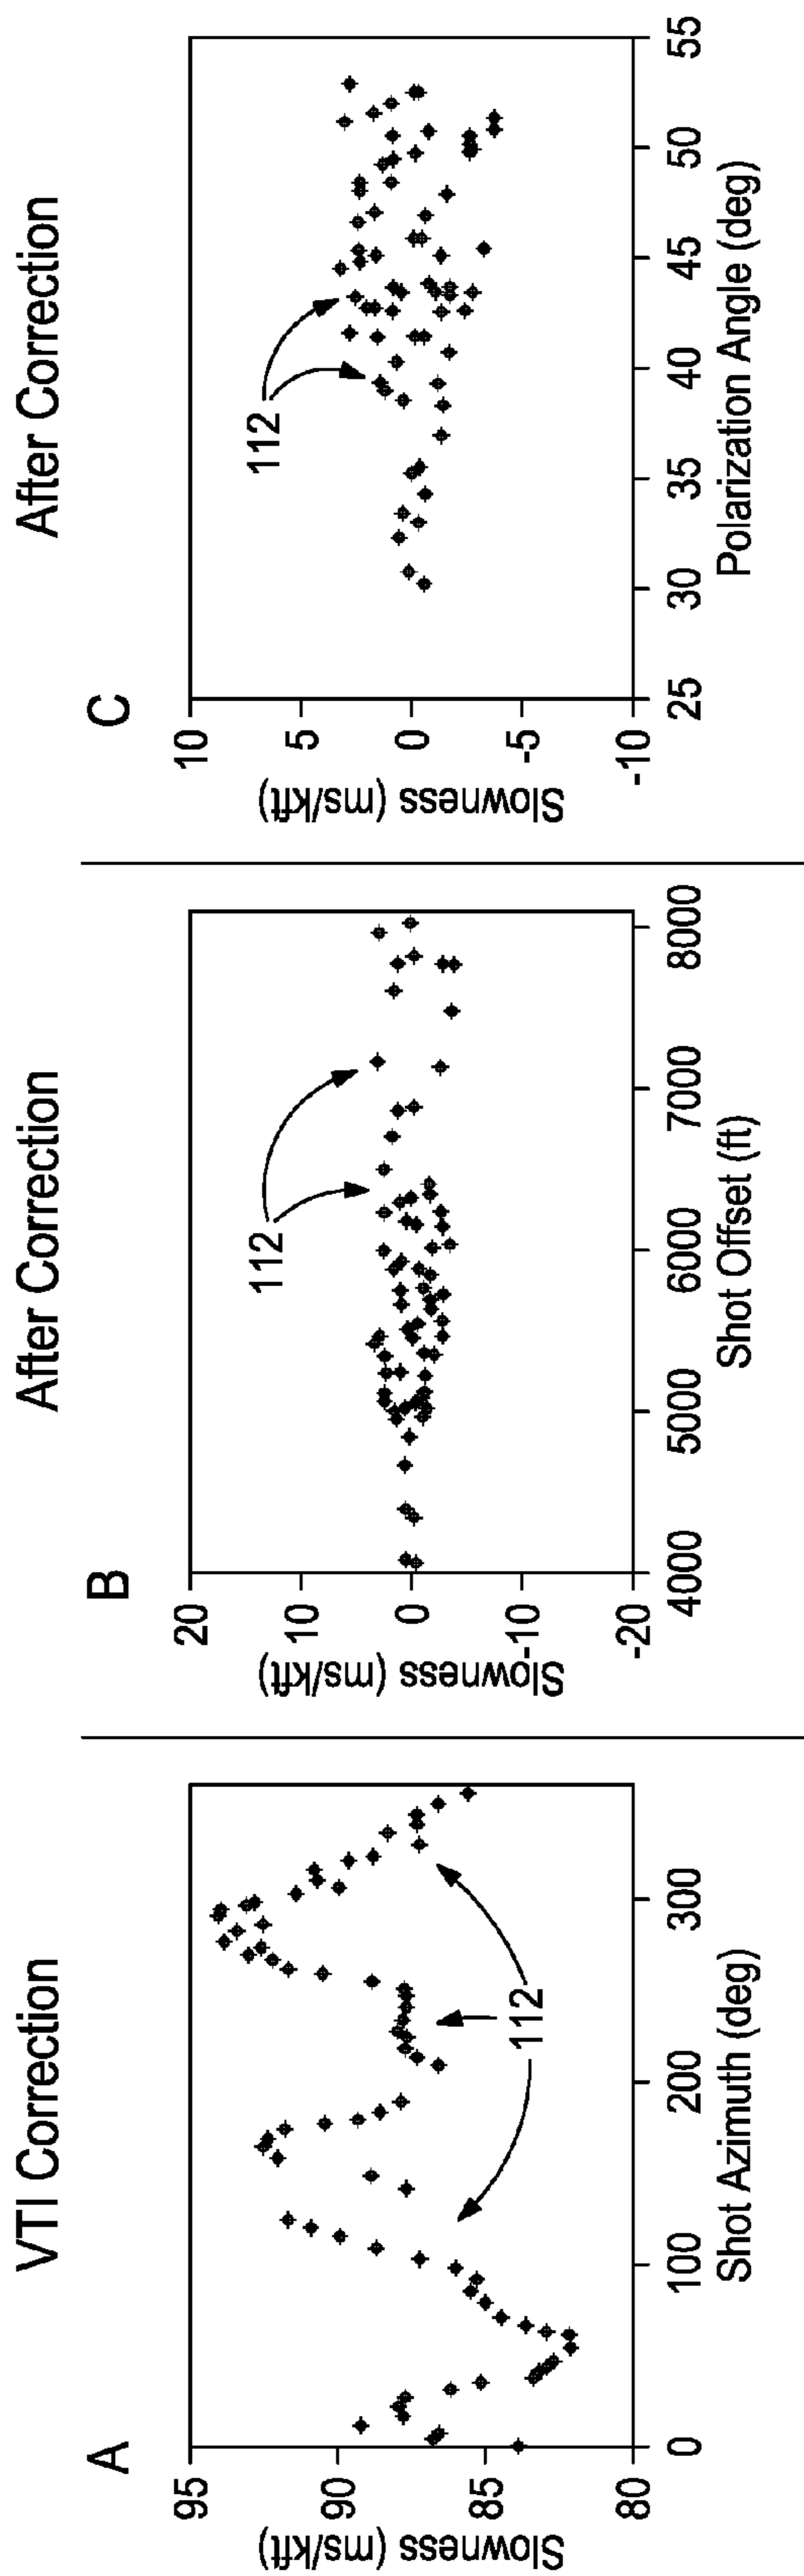 VTI Correction
A
95
90
85
80
Slowness (ms/kft)
0
100
200
300
Shot Azimuth (deg)
112
After Correction
B
20
10
0
-10
-20
Slowness (ms/kft)
4000
5000
6000
7000
8000
Shot Offset (ft)
112
After Correction
C
10
5
0
-5
-10
Slowness (ms/kft)
25
30
35
40
45
50
55
Polarization Angle (deg)
112